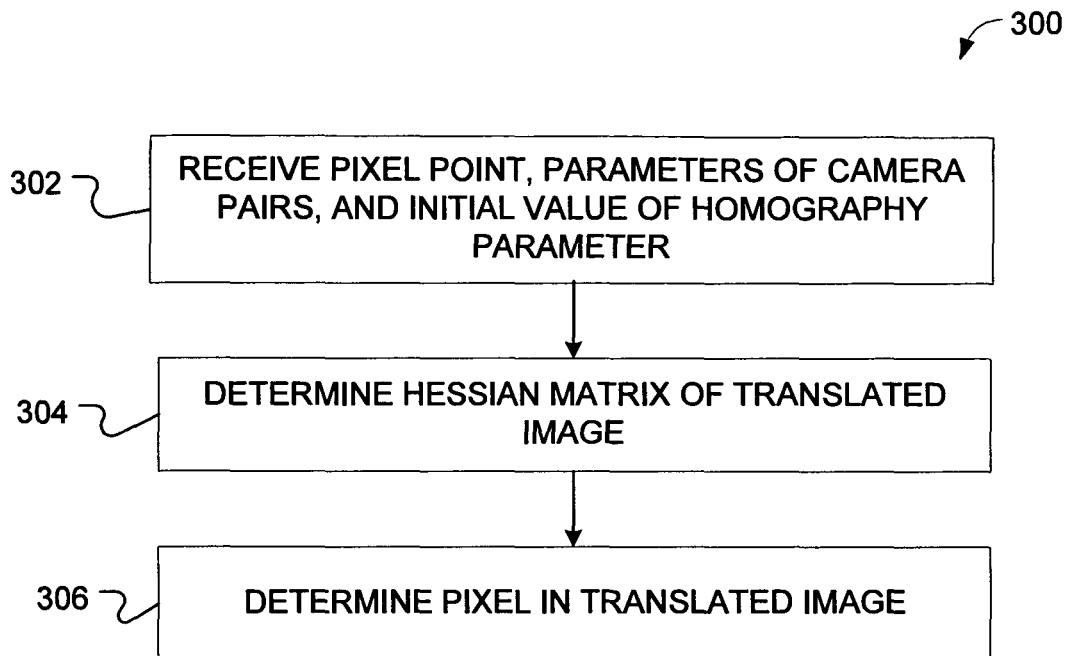 300
302
RECEIVE PIXEL POINT, PARAMETERS OF CAMERA
PAIRS, AND INITIAL VALUE OF HOMOGRAPHY
PARAMETER
304
DETERMINE HESSIAN MATRIX OF TRANSLATED
IMAGE
306
DETERMINE PIXEL IN TRANSLATED IMAGE